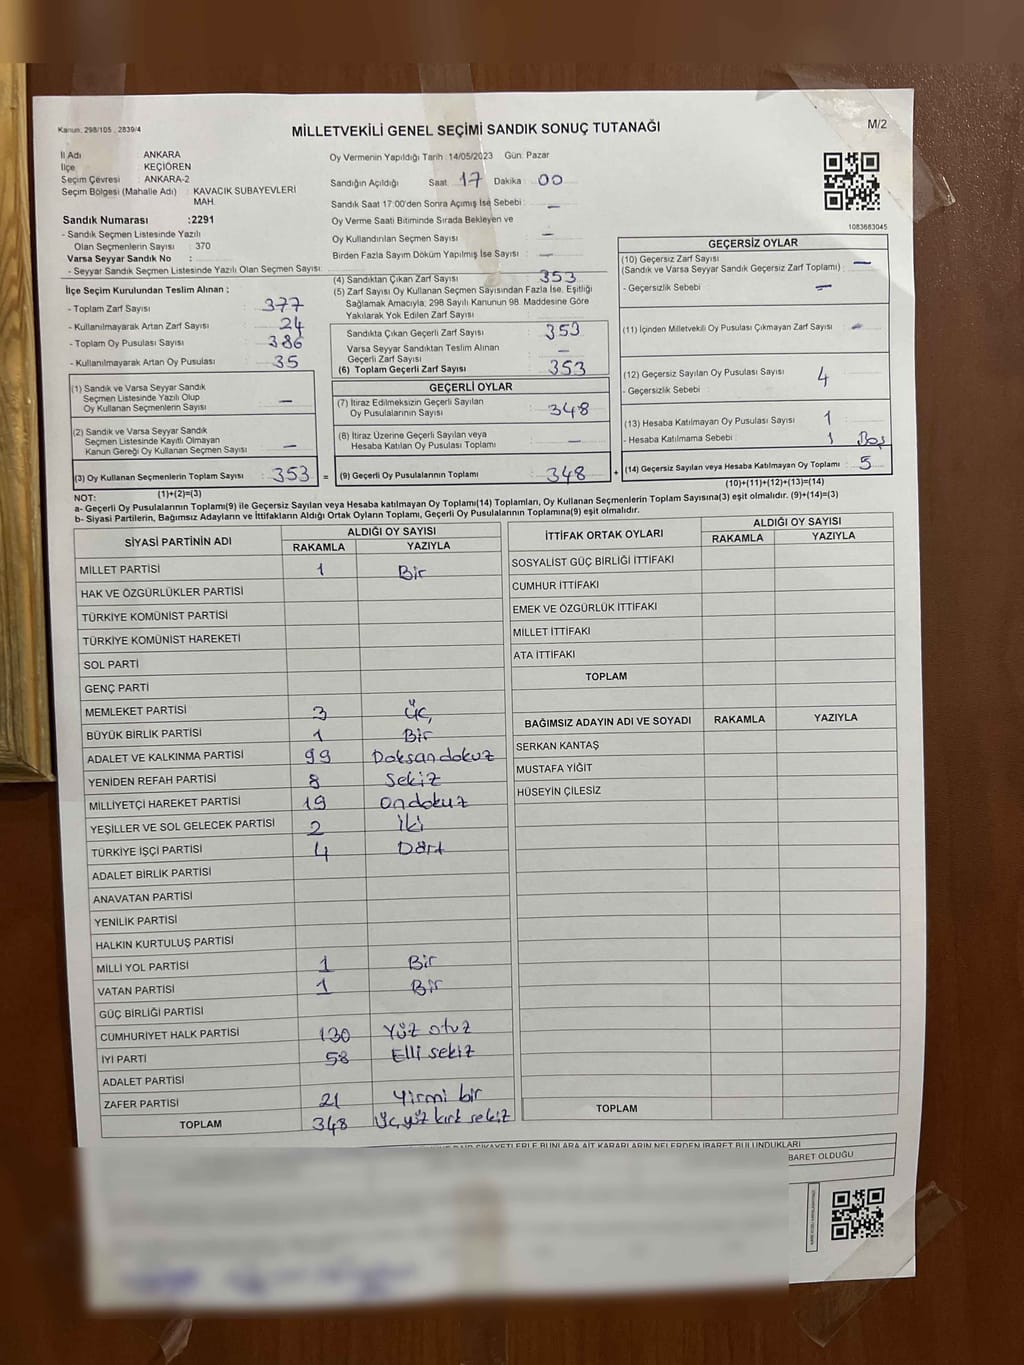 Kanun. 298/105 , 2839/4
MİLLETVEKİLİ GENEL SEÇİMİ SANDIK SONUÇ TUTANAĞI
M/2
İl Adı ANKARA
İlçe KEÇİÖREN
Seçim Çevresi ANKARA-2
Seçim Bölgesi (Mahalle Adı) : KAVACIK SUBAYEVLERİ
MAH.
Sandık Numarası :2291
- Sandık Seçmen Listesinde Yazılı
Olan Seçmenlerin Sayısı : 370
Varsa Seyyar Sandık No :
- Seyyar Sandık Seçmen Listesinde Yazılı Olan Seçmen Sayısı
İlçe Seçim Kurulundan Teslim Alınan :
- Toplam Zarf Sayısı 377
- Kullanılmayarak Artan Zarf Sayısı 24
- Toplam Oy Pusulası Sayısı 386
- Kullanılmayarak Artan Oy Pusulası 35
(1) Sandık ve Varsa Seyyar Sandık
Seçmen Listesinde Yazılı Olup
Oy Kullanan Seçmenlerin Sayısı : —
(2) Sandık ve Varsa Seyyar Sandık
Seçmen Listesinde Kayıtlı Olmayan
Kanun Gereği Oy Kullanan Seçmen Sayısı : —
(3) Oy Kullanan Seçmenlerin Toplam Sayısı : 353 =
(1)+(2)=(3)
Oy Vermenin Yapıldığı Tarih :14/05/2023 Gün: Pazar
Sandığın Açıldığı Saat 17 Dakika 00
Sandık Saat 17:00'den Sonra Açımış İse Sebebi : —
Oy Verme Saati Bitiminde Sırada Bekleyen ve
Oy Kullandırılan Seçmen Sayısı —
Birden Fazla Sayım Döküm Yapılmış İse Sayısı —
(4) Sandıktan Çıkan Zarf Sayısı 353
(5) Zarf Sayısı Oy Kullanan Seçmen Sayısından Fazla İse, Eşitliği
Sağlamak Amacıyla; 298 Sayılı Kanunun 98. Maddesine Göre
Yakılarak Yok Edilen Zarf Sayısı
Sandıkta Çıkan Geçerli Zarf Sayısı 353
Varsa Seyyar Sandıktan Teslim Alınan
Geçerli Zarf Sayısı —
(6) Toplam Geçerli Zarf Sayısı 353
GEÇERLİ OYLAR
(7) İtiraz Edilmeksizin Geçerli Sayılan
Oy Pusulalarının Sayısı 348
(8) İtiraz Üzerine Geçerli Sayılan veya
Hesaba Katılan Oy Pusulası Toplamı —
(9) Geçerli Oy Pusulalarının Toplamı 348 +
1083683045
GEÇERSİZ OYLAR
(10) Geçersiz Zarf Sayısı
(Sandık ve Varsa Seyyar Sandık Geçersiz Zarf Toplamı) : —
- Geçersizlik Sebebi : —
(11) İçinden Milletvekili Oy Pusulası Çıkmayan Zarf Sayısı : —
(12) Geçersiz Sayılan Oy Pusulası Sayısı : 4
- Geçersizlik Sebebi :
(13) Hesaba Katılmayan Oy Pusulası Sayısı : 1
- Hesaba Katılmama Sebebi : 1 Boş
(14) Geçersiz Sayılan veya Hesaba Katılmayan Oy Toplamı : 5
(10)+(11)+(12)+(13)=(14)
NOT:
a- Geçerli Oy Pusulalarının Toplamı(9) ile Geçersiz Sayılan veya Hesaba katılmayan Oy Toplamı(14) Toplamları, Oy Kullanan Seçmenlerin Toplam Sayısına(3) eşit olmalıdır. (9)+(14)=(3)
b- Siyasi Partilerin, Bağımsız Adayların ve İttifakların Aldığı Ortak Oyların Toplamı, Geçerli Oy Pusulalarının Toplamına(9) eşit olmalıdır.
SİYASİ PARTİNİN ADI ALDIĞI OY SAYISI
RAKAMLA YAZIYLA
MİLLET PARTİSİ 1 Bir
HAK VE ÖZGÜRLÜKLER PARTİSİ
TÜRKİYE KOMÜNİST PARTİSİ
TÜRKİYE KOMÜNİST HAREKETİ
SOL PARTİ
GENÇ PARTİ
MEMLEKET PARTİSİ 3 Üç
BÜYÜK BİRLİK PARTİSİ 1 Bir
ADALET VE KALKINMA PARTİSİ 99 Doksandokuz
YENİDEN REFAH PARTİSİ 8 Sekiz
MİLLİYETÇİ HAREKET PARTİSİ 19 ondokuz
YEŞİLLER VE SOL GELECEK PARTİSİ 2 İki
TÜRKİYE İŞÇİ PARTİSİ 4 Dört
ADALET BİRLİK PARTİSİ
ANAVATAN PARTİSİ
YENİLİK PARTİSİ
HALKIN KURTULUŞ PARTİSİ
MİLLİ YOL PARTİSİ 1 Bir
VATAN PARTİSİ 1 Bir
GÜÇ BİRLİĞİ PARTİSİ
CUMHURİYET HALK PARTİSİ 130 Yüz otuz
İYİ PARTİ 58 Elli sekiz
ADALET PARTİSİ
ZAFER PARTİSİ 21 Yirmi bir
TOPLAM 348 Üç yüz kırk sekiz
İTTİFAK ORTAK OYLARI ALDIĞI OY SAYISI
RAKAMLA YAZIYLA
SOSYALİST GÜÇ BİRLİĞİ İTTİFAKI
CUMHUR İTTİFAKI
EMEK VE ÖZGÜRLÜK İTTİFAKI
MİLLET İTTİFAKI
ATA İTTİFAKI
TOPLAM
BAĞIMSIZ ADAYIN ADI VE SOYADI RAKAMLA YAZIYLA
SERKAN KANTAŞ
MUSTAFA YİĞİT
HÜSEYİN ÇİLESİZ
TOPLAM
KARARLARIN NELERDEN İBARET BULUNDUKLARI
BARET OLDUĞU